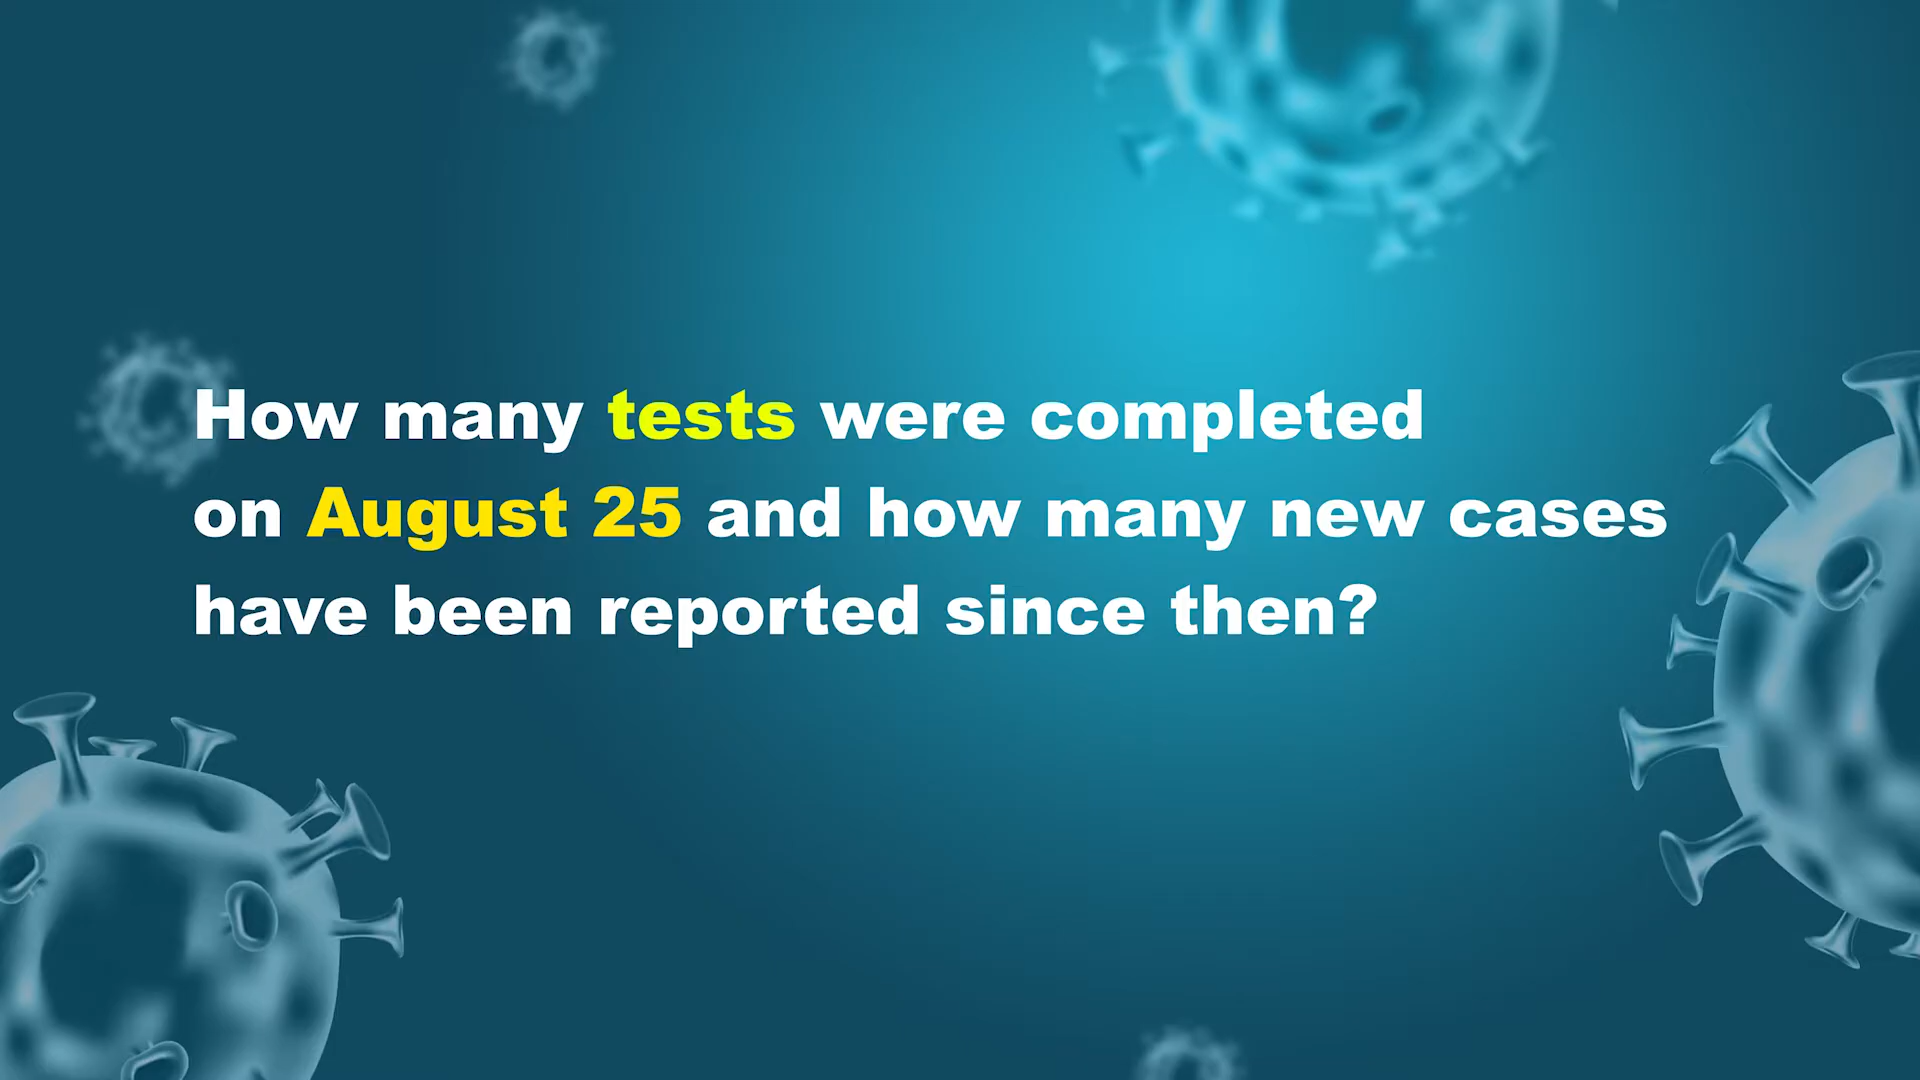 How many tests were completed
on August 25 and how many new cases
have been reported since then?